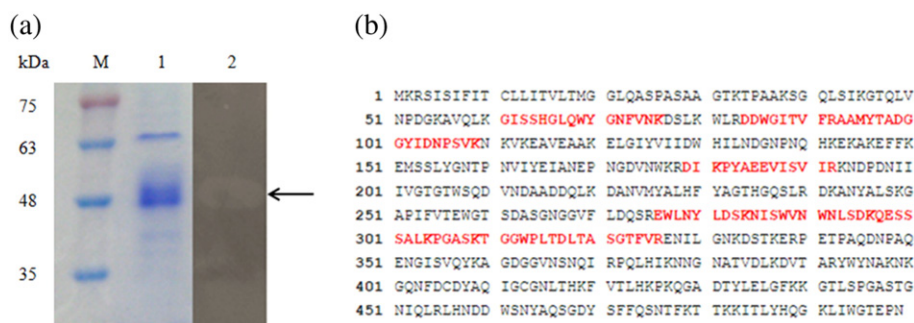 (a)
kDa M 1 2
75
63
48
35
(b)
1 MKRSISIFIT CLLITVLTMG GLQASPASAA GTKTPAAKSG QLSIKGTQLV
51 NPDGKAVQLK GISSHGLQWY GNFVNKDSLK WLRDDWGITV FRAAMYTADG
101 GYIDNPSVKN KVKEAVEAAK ELGIYVIIDW HILNDGNPNQ HKEKAKEFFK
151 EMSSLYGNTP NVIYEIANEP NGDVNWKRDI KPYAEEVISV IRKNDPDNII
201 IVGTGTWSQD VNDAADDQLK DANVMYALHF YAGTHGQSLR DKANYALSKG
251 APIFVTEWGT SDASGNGGVF LDQSREWLNY LDSKNISWVN WNLSDKQESS
301 SALKPGASKT GGWPLTDLTA SGTFVRENIL GNKDSTKERP ETPAQDNPAQ
351 ENGISVQYKA GDGGVNSNQI RPQLHIKNNG NATVDLKDVT ARYWYNAKNK
401 GQNFDCDYAQ IGCGNLTHKF VTLHKPKQGA DTYLELGFKK GTLSPGASTG
451 NIQLRLHNDD WSNYAQSGDY SFFQSNTFKT TKKITLYHQG KLIWGTEPN